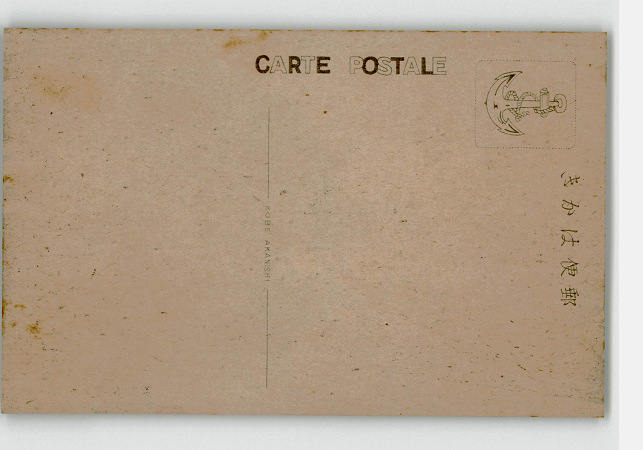 CARTE POSTALE
郵便はかき
KOBE AKANISHI